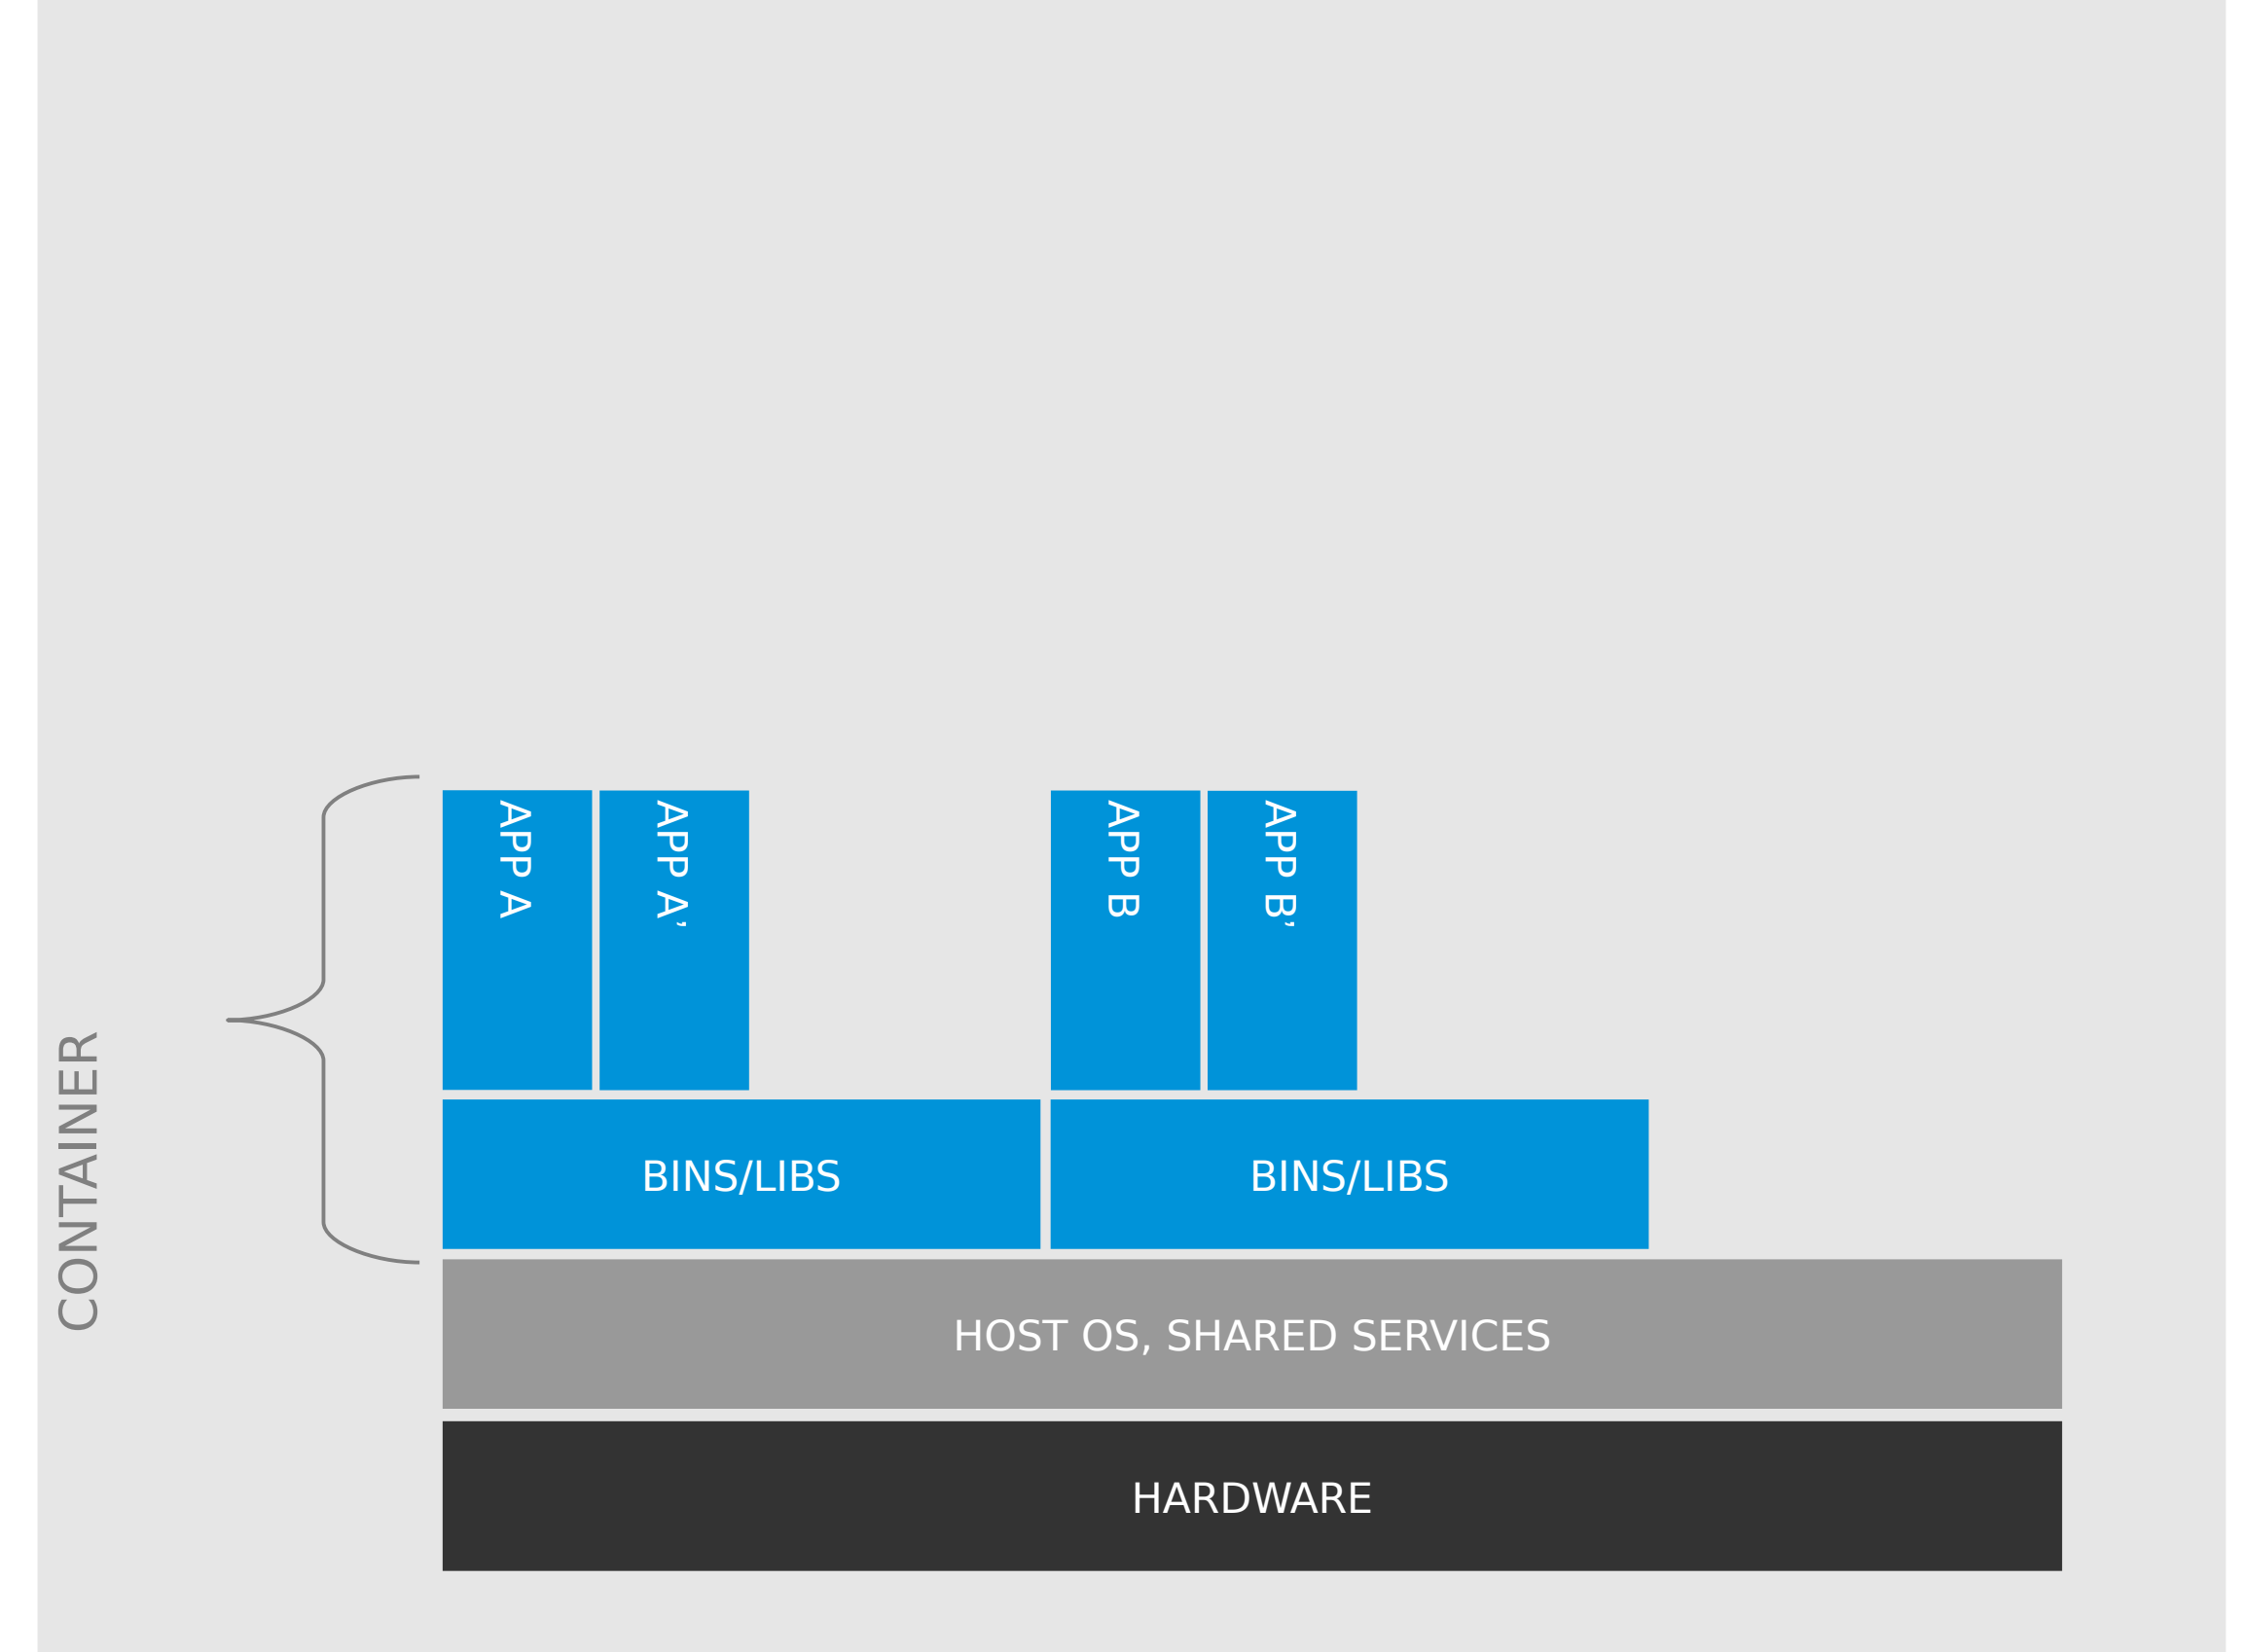 APP A
APP A’
APP B
APP B’
BINS/LIBS
BINS/LIBS
CONTAINER
HOST OS, SHARED SERVICES
HARDWARE